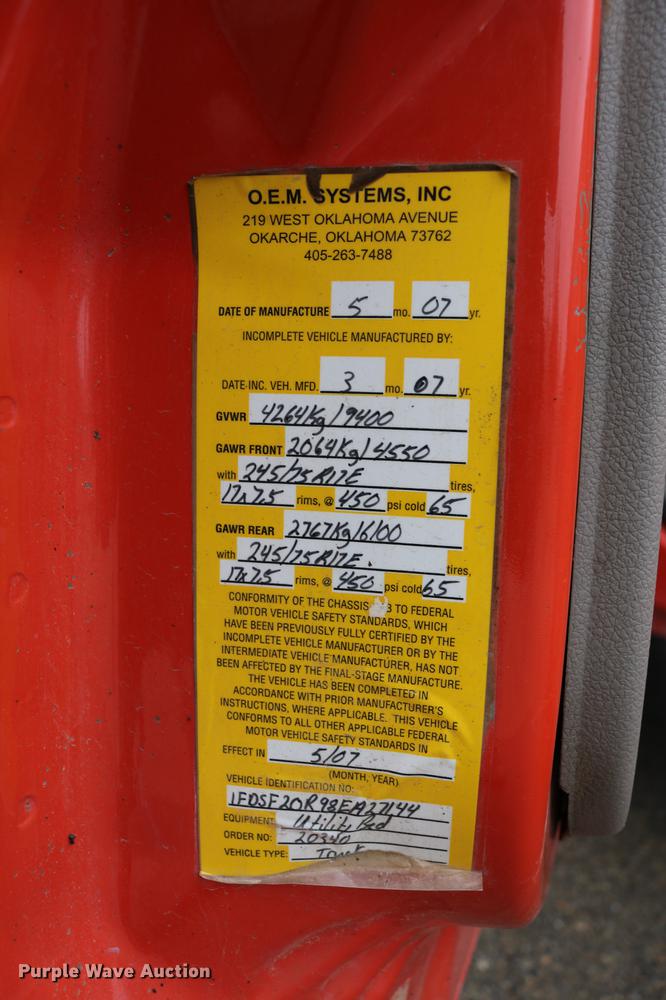 O.E.M. SYSTEMS, INC
219 WEST OKLAHOMA AVENUE
OKARCHE, OKLAHOMA 73762
405-263-7488
DATE OF MANUFACTURE 5 mo. 07 yr.
INCOMPLETE VEHICLE MANUFACTURED BY:
DATE INC. VEH. MFD. 3 mo. 07 yr.
GVWR 4264Kg/9400
GAWR FRONT 2064Kg/4550
with 245/75R17E tires,
17x7.5 rims, @ 450 psi cold 65
GAWR REAR 2767Kg/6100
with 245/75R17E tires,
17x7.5 rims, @ 450 psi cold 65
CONFORMITY OF THE CHASSIS TO FEDERAL
MOTOR VEHICLE SAFETY STANDARDS, WHICH
HAVE BEEN PREVIOUSLY FULLY CERTIFIED BY THE
INCOMPLETE VEHICLE MANUFACTURER OR BY THE
INTERMEDIATE VEHICLE MANUFACTURER, HAS NOT
BEEN AFFECTED BY THE FINAL-STAGE MANUFACTURE.
THE VEHICLE HAS BEEN COMPLETED IN
ACCORDANCE WITH PRIOR MANUFACTURER'S
INSTRUCTIONS, WHERE APPLICABLE. THIS VEHICLE
CONFORMS TO ALL OTHER APPLICABLE FEDERAL
MOTOR VEHICLE SAFETY STANDARDS IN
EFFECT IN 5/07
(MONTH, YEAR)
VEHICLE IDENTIFICATION NO:
1FDSF20R98EA27144
EQUIPMENT Utility Bed
ORDER NO: 20340
VEHICLE TYPE: Truck
Purple Wave Auction